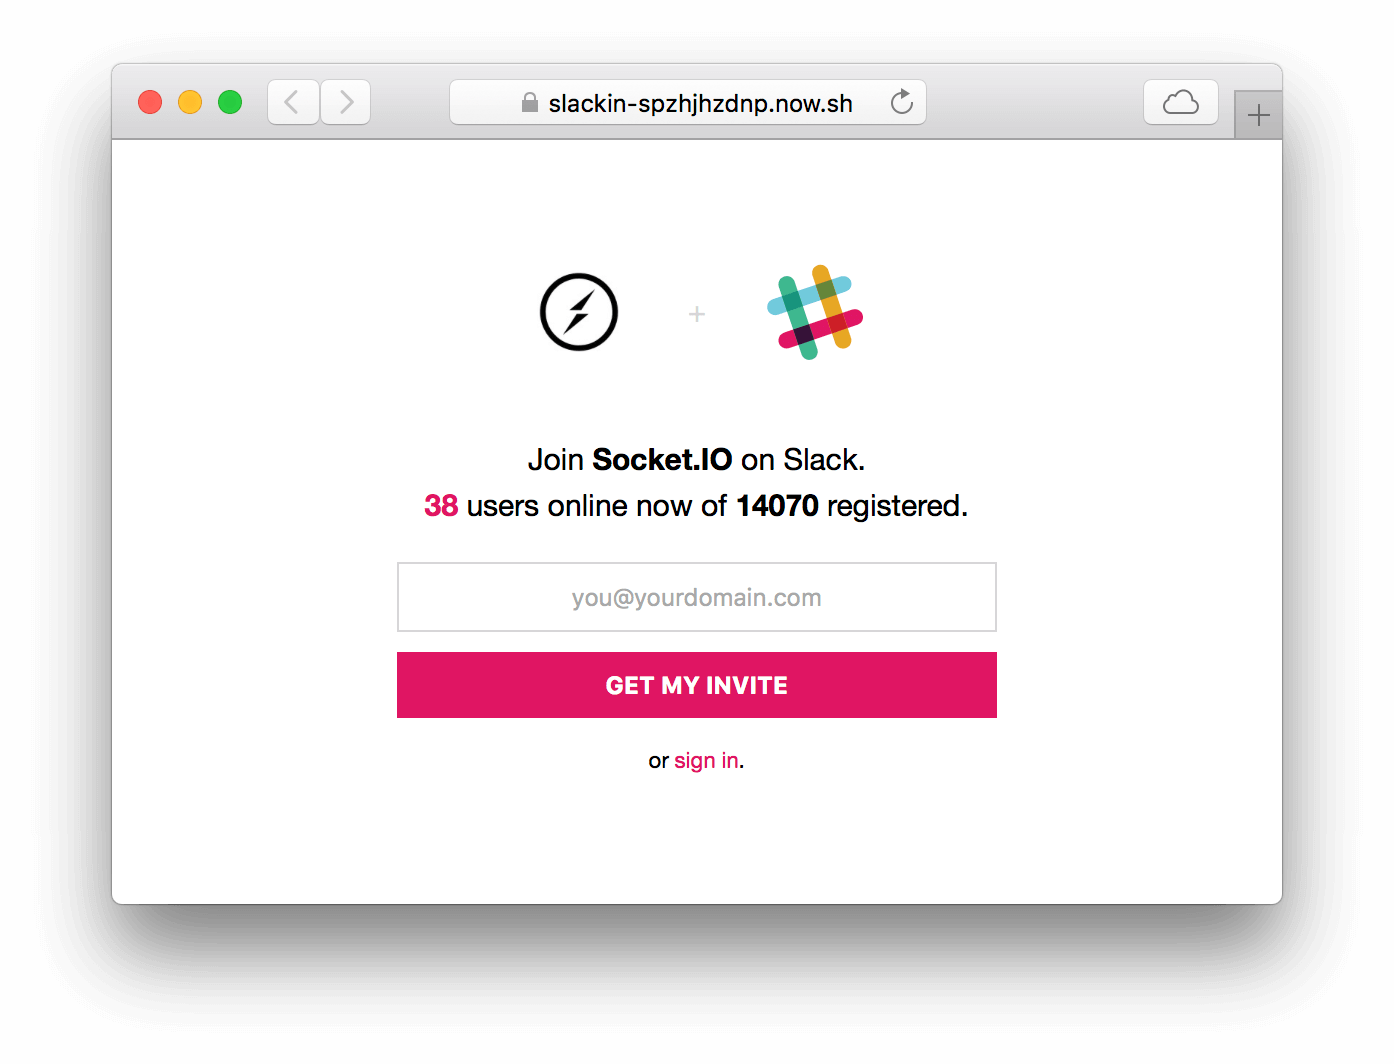 slackin-spzhjhzdnp.now.sh
+
Join Socket.IO on Slack.
38 users online now of 14070 registered.
you@yourdomain.com
GET MY INVITE
or sign in.